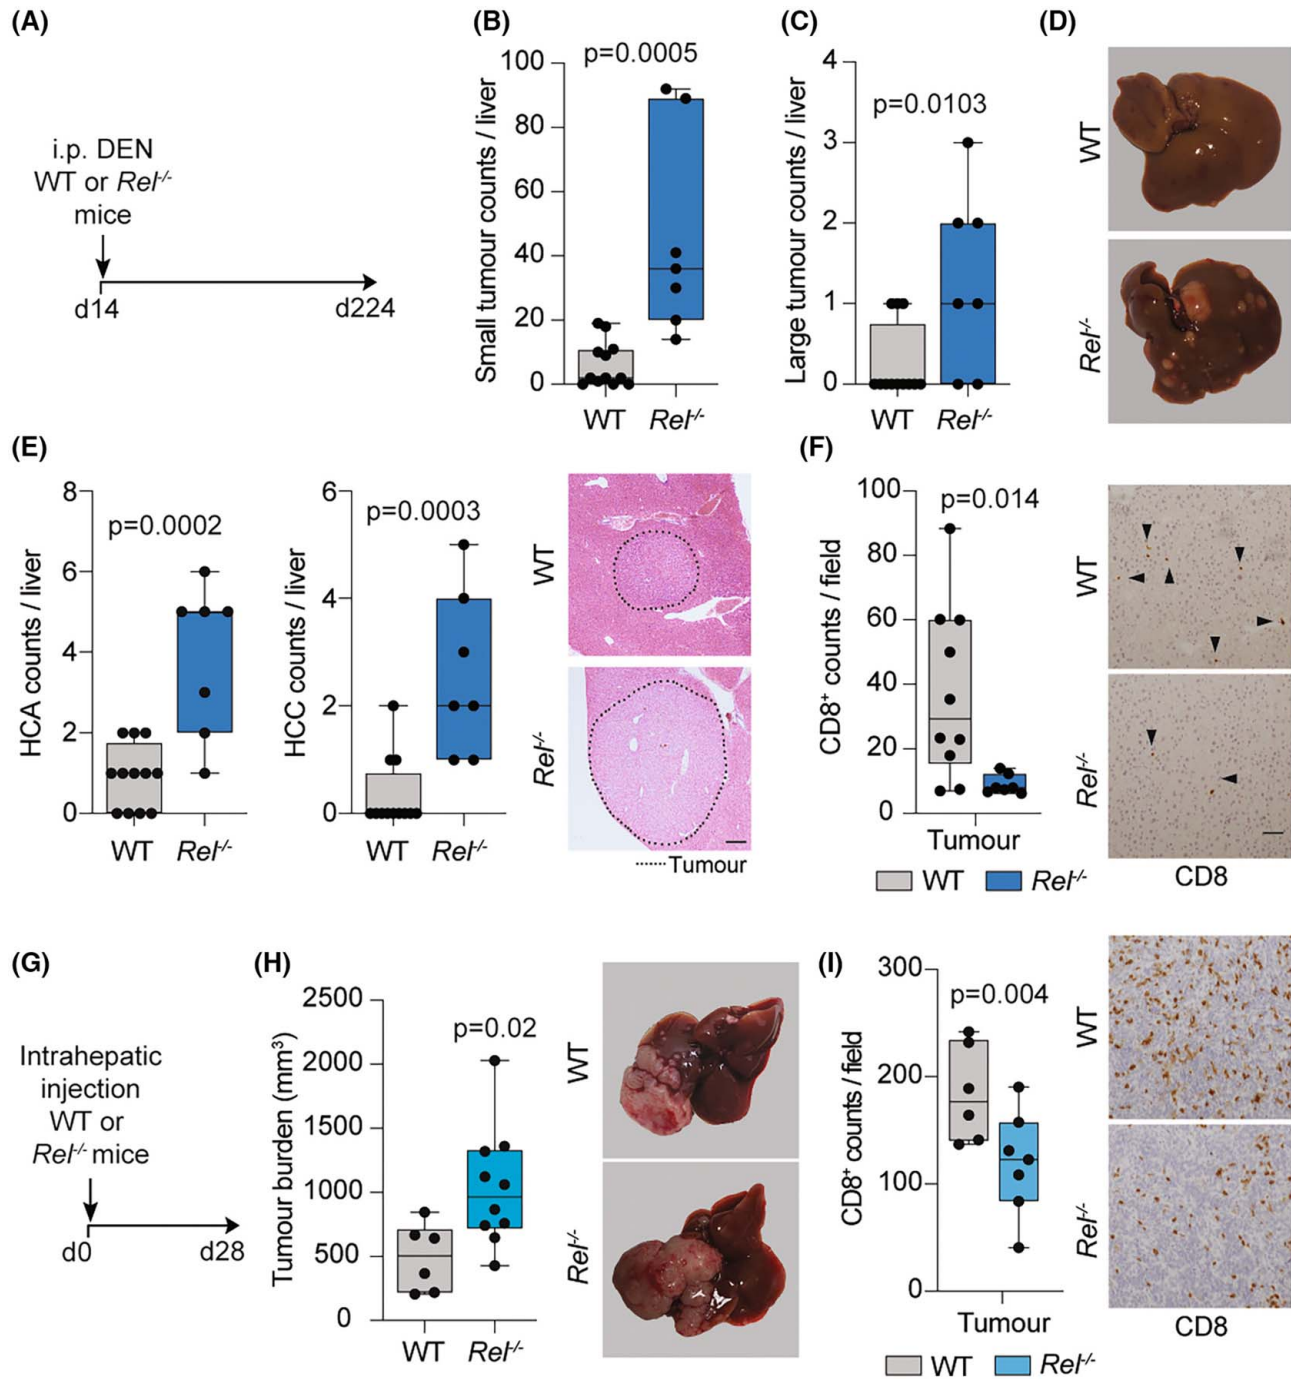 (A)
i.p. DEN
WT or Rel-/-
mice
d14
d224
(B)
p=0.0005
Small tumour counts / liver
100
80
60
40
20
0
WT
Rel-/-
(C)
p=0.0103
Large tumour counts / liver
4
3
2
1
0
WT
Rel-/-
(D)
WT
Rel-/-
(E)
p=0.0002
HCA counts / liver
8
6
4
2
0
WT
Rel-/-
p=0.0003
HCC counts / liver
6
4
2
0
WT
Rel-/-
WT
Rel-/-
Tumour
(F)
p=0.014
CD8+ counts / field
100
80
60
40
20
0
Tumour
WT
Rel-/-
WT
Rel-/-
CD8
(G)
Intrahepatic
injection
WT or
Rel-/- mice
d0
d28
(H)
p=0.02
Tumour burden (mm3)
2500
2000
1500
1000
500
0
WT
Rel-/-
WT
Rel-/-
(I)
p=0.004
CD8+ counts / field
300
200
100
0
Tumour
WT
Rel-/-
WT
Rel-/-
CD8